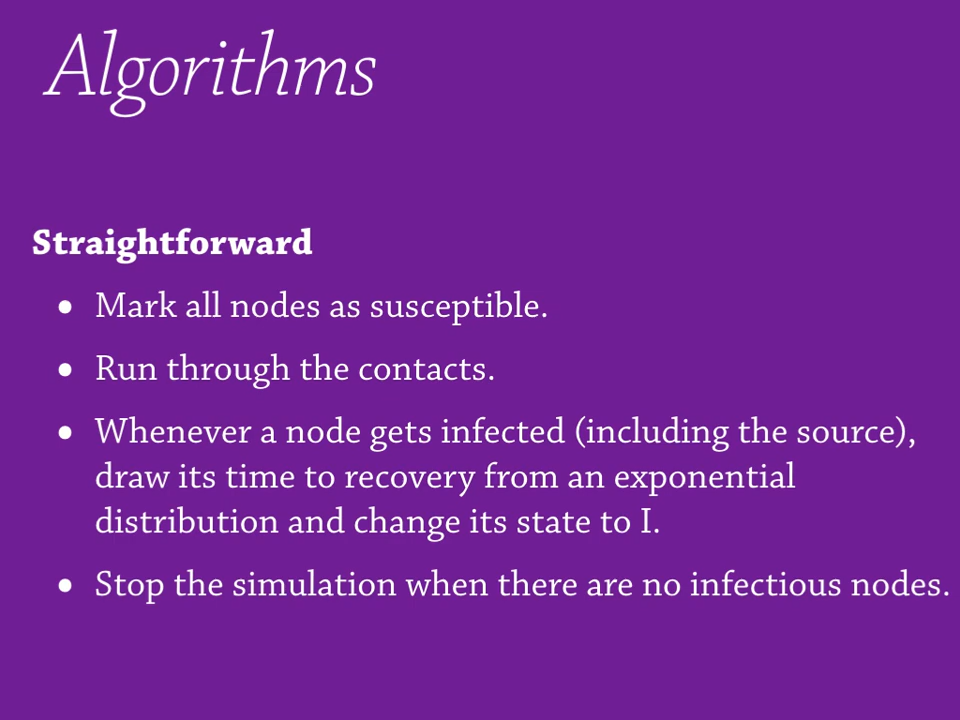 Algorithms
Straightforward
• Mark all nodes as susceptible.
• Run through the contacts.
• Whenever a node gets infected (including the source),
draw its time to recovery from an exponential
distribution and change its state to I.
• Stop the simulation when there are no infectious nodes.